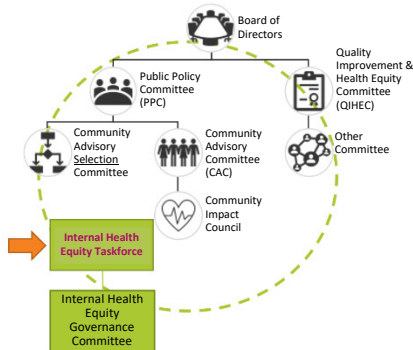 Board of
Directors
Public Policy
Committee
(PPC)
Quality
Improvement &
Health Equity
Committee
(QIHEC)
Community
Advisory
Selection
Committee
Community
Advisory
Committee
(CAC)
Other
Committee
Community
Impact
Council
Internal Health
Equity Taskforce
Internal Health
Equity
Governance
Committee